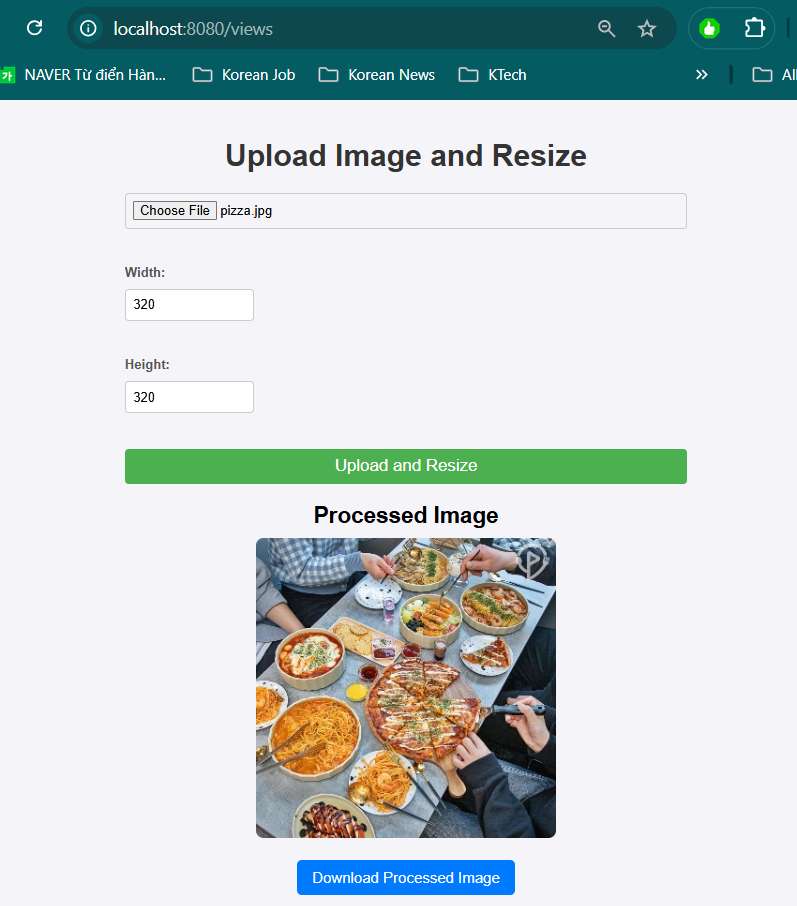 localhost:8080/views
가 NAVER Từ điển Hàn... Korean Job Korean News KTech All
Upload Image and Resize
Choose File pizza.jpg
Width:
320
Height:
320
Upload and Resize
Processed Image
Download Processed Image